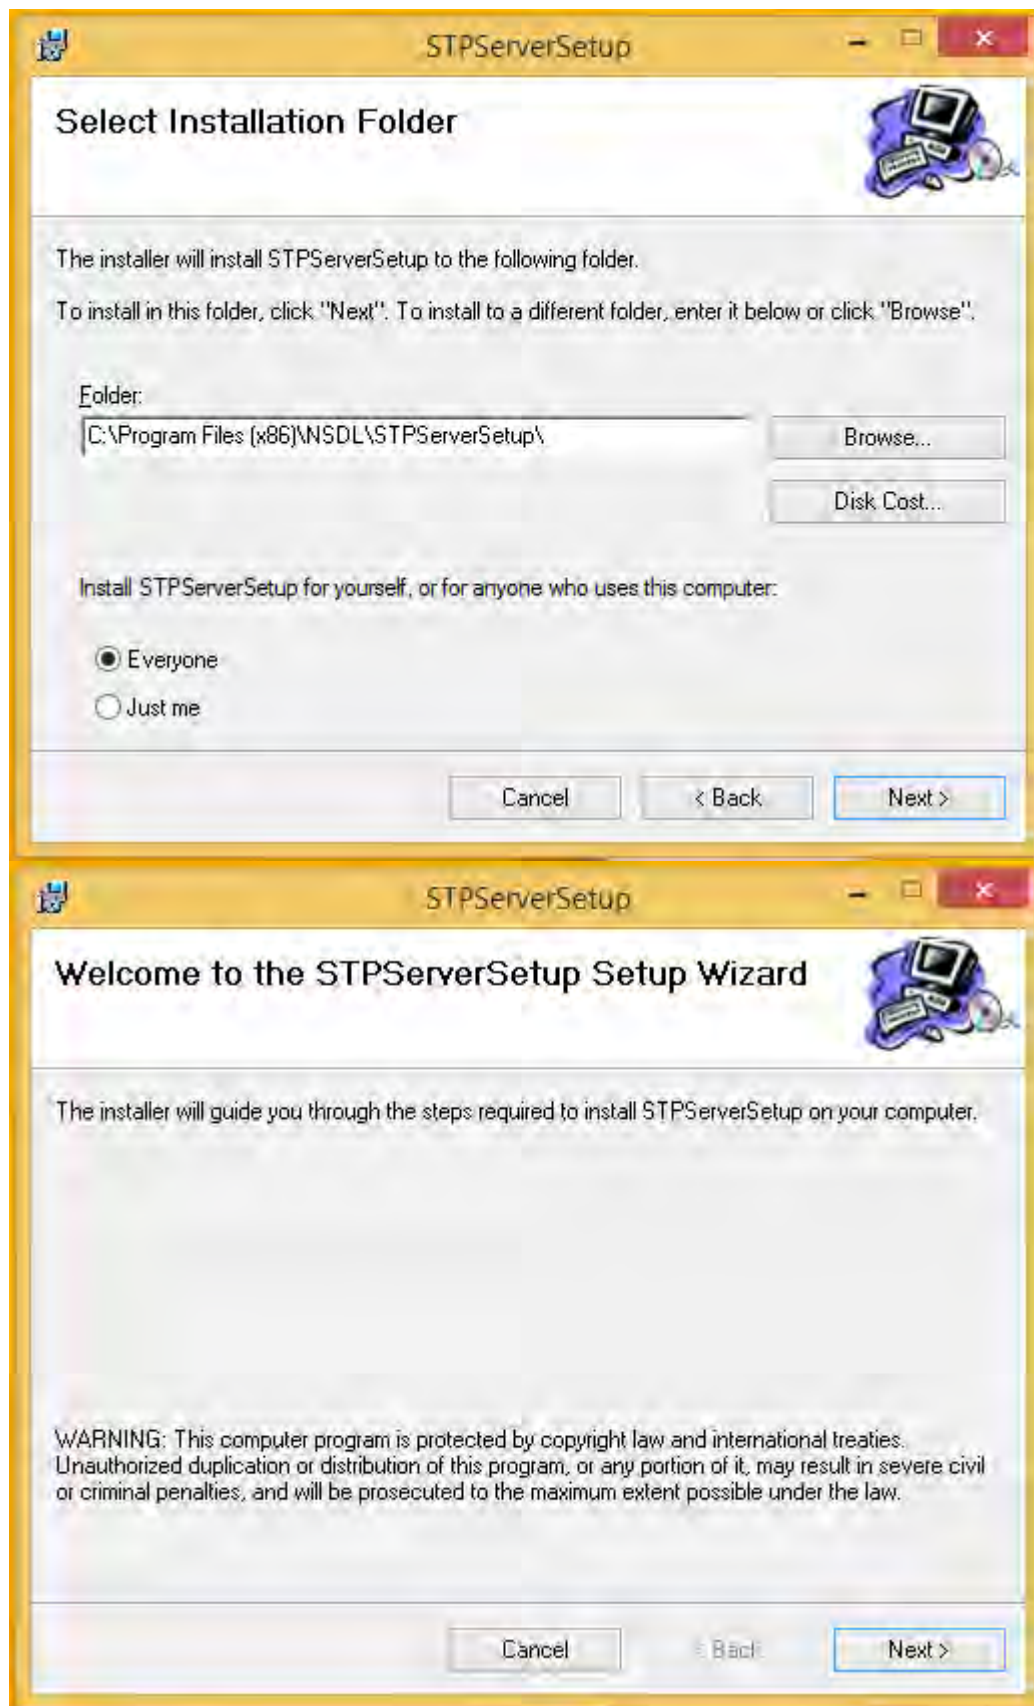 STPServerSetup
Select Installation Folder
The installer will install STPServerSetup to the following folder.
To install in this folder, click "Next". To install to a different folder, enter it below or click "Browse".
Folder:
C:\Program Files (x86)\NSDL\STPServerSetup\
Browse...
Disk Cost...
Install STPServerSetup for yourself, or for anyone who uses this computer:
Everyone
Just me
Cancel
< Back
Next >
STPServerSetup
Welcome to the STPServerSetup Setup Wizard
The installer will guide you through the steps required to install STPServerSetup on your computer.
WARNING: This computer program is protected by copyright law and international treaties.
Unauthorized duplication or distribution of this program, or any portion of it, may result in severe civil
or criminal penalties, and will be prosecuted to the maximum extent possible under the law.
Cancel
< Back
Next >